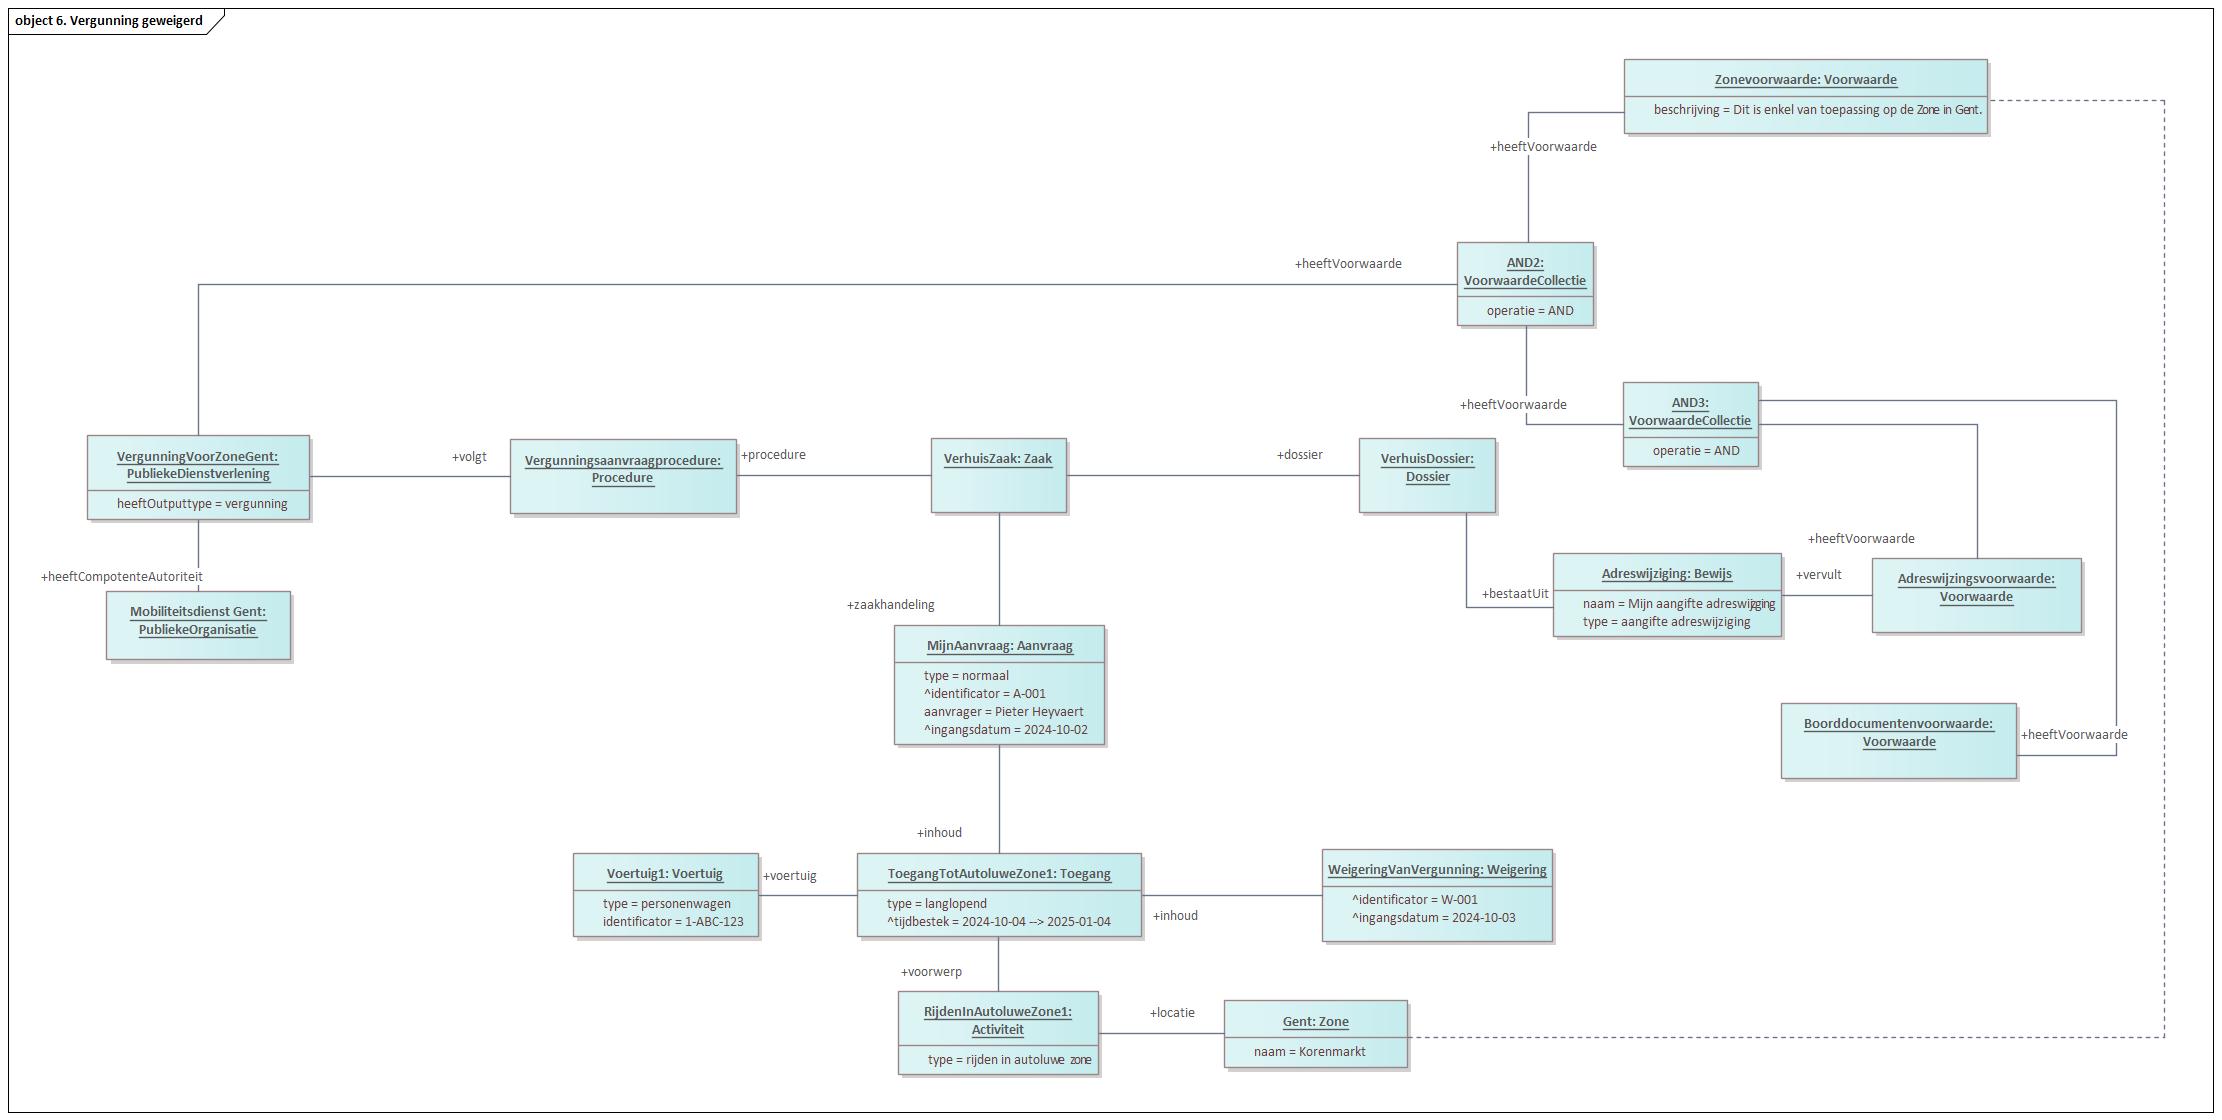 object 6. Vergunning geweigerd
Zonevoorwaarde: Voorwaarde
beschrijving = Dit is enkel van toepassing op de Zone in Gent.
+heeftVoorwaarde
+heeftVoorwaarde
AND2:
VoorwaardeCollectie
operatie = AND
+heeftVoorwaarde
AND3:
VoorwaardeCollectie
operatie = AND
VergunningVoorZoneGent:
PubliekeDienstverlening
heeftOutputtype = vergunning
+volgt
Vergunningsaanvraagprocedure:
Procedure
+procedure
VerhuisZaak: Zaak
+dossier
VerhuisDossier:
Dossier
+heeftCompotenteAutoriteit
Mobiliteitsdienst Gent:
PubliekeOrganisatie
+bestaatUit
Adreswijziging: Bewijs
naam = Mijn aangifte adreswijziging
type = aangifte adreswijziging
+vervult
+heeftVoorwaarde
Adreswijzingsvoorwaarde:
Voorwaarde
+zaakhandeling
MijnAanvraag: Aanvraag
type = normaal
^identificator = A-001
aanvrager = Pieter Heyvaert
^ingangsdatum = 2024-10-02
Boorddocumentenvoorwaarde:
Voorwaarde
+heeftVoorwaarde
+inhoud
Voertuig1: Voertuig
type = personenwagen
identificator = 1-ABC-123
+voertuig
ToegangTotAutoluweZone1: Toegang
type = langlopend
^tijdbestek = 2024-10-04 --> 2025-01-04
+inhoud
WeigeringVanVergunning: Weigering
^identificator = W-001
^ingangsdatum = 2024-10-03
+voorwerp
RijdenInAutoluweZone1:
Activiteit
type = rijden in autoluwe zone
+locatie
Gent: Zone
naam = Korenmarkt